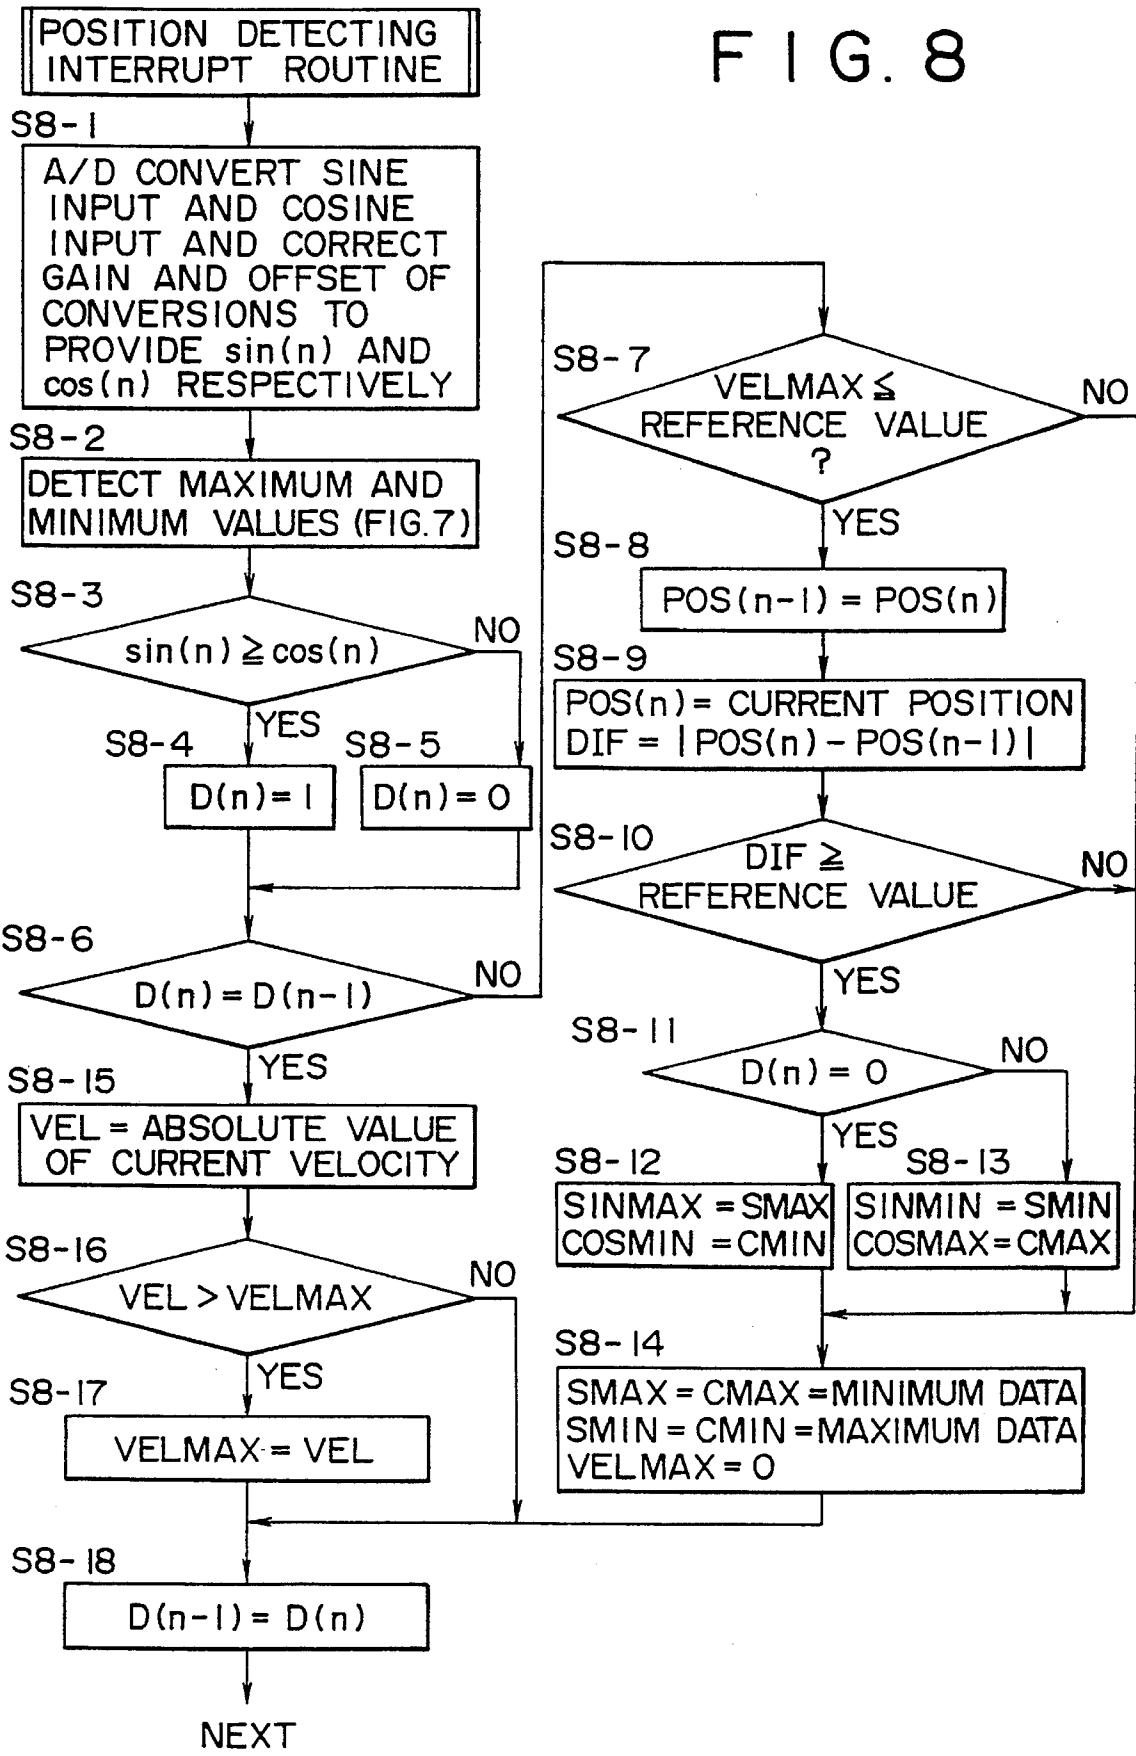 FIG. 8
POSITION DETECTING
INTERRUPT ROUTINE
S8-1
A/D CONVERT SINE
INPUT AND COSINE
INPUT AND CORRECT
GAIN AND OFFSET OF
CONVERSIONS TO
PROVIDE sin(n) AND
cos(n) RESPECTIVELY
S8-2
DETECT MAXIMUM AND
MINIMUM VALUES (FIG.7)
S8-3
sin(n) ≧ cos(n)
NO
YES
S8-4
D(n) = 1
S8-5
D(n) = 0
S8-6
D(n) = D(n-1)
NO
YES
S8-15
VEL = ABSOLUTE VALUE
OF CURRENT VELOCITY
S8-16
VEL > VELMAX
NO
YES
S8-17
VELMAX = VEL
S8-18
D(n-1) = D(n)
NEXT
S8-7
VELMAX ≦
REFERENCE VALUE
?
NO
YES
S8-8
POS(n-1) = POS(n)
S8-9
POS(n) = CURRENT POSITION
DIF = |POS(n) - POS(n-1)|
S8-10
DIF ≧
REFERENCE VALUE
NO
YES
S8-11
D(n) = 0
NO
YES
S8-12
SINMAX = SMAX
COSMIN = CMIN
S8-13
SINMIN = SMIN
COSMAX = CMAX
S8-14
SMAX = CMAX = MINIMUM DATA
SMIN = CMIN = MAXIMUM DATA
VELMAX = 0